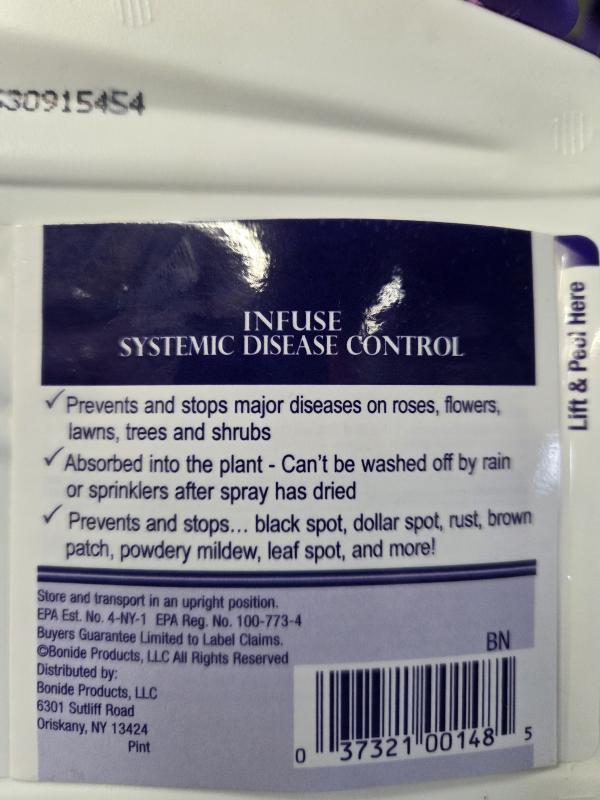 30915454
INFUSE
SYSTEMIC DISEASE CONTROL
✓ Prevents and stops major diseases on roses, flowers,
lawns, trees and shrubs
✓ Absorbed into the plant - Can't be washed off by rain
or sprinklers after spray has dried
✓ Prevents and stops... black spot, dollar spot, rust, brown
patch, powdery mildew, leaf spot, and more!
Store and transport in an upright position.
EPA Est. No. 4-NY-1 EPA Reg. No. 100-773-4
Buyers Guarantee Limited to Label Claims.
©Bonide Products, LLC All Rights Reserved
Distributed by:
Bonide Products, LLC
6301 Sutliff Road
Oriskany, NY 13424
Pint
BN
0 37321 00148 5
Lift & Peel Here